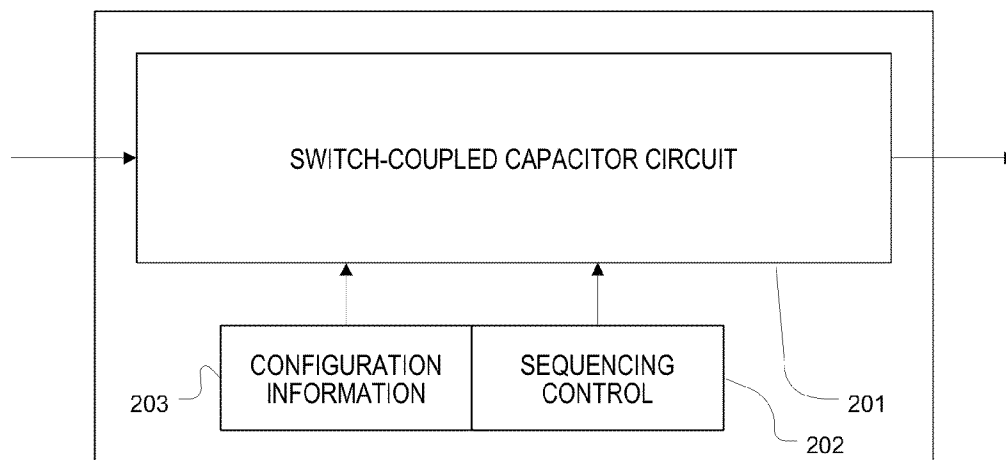 SWITCH-COUPLED CAPACITOR CIRCUIT
CONFIGURATION
INFORMATION
SEQUENCING
CONTROL
203
201
202